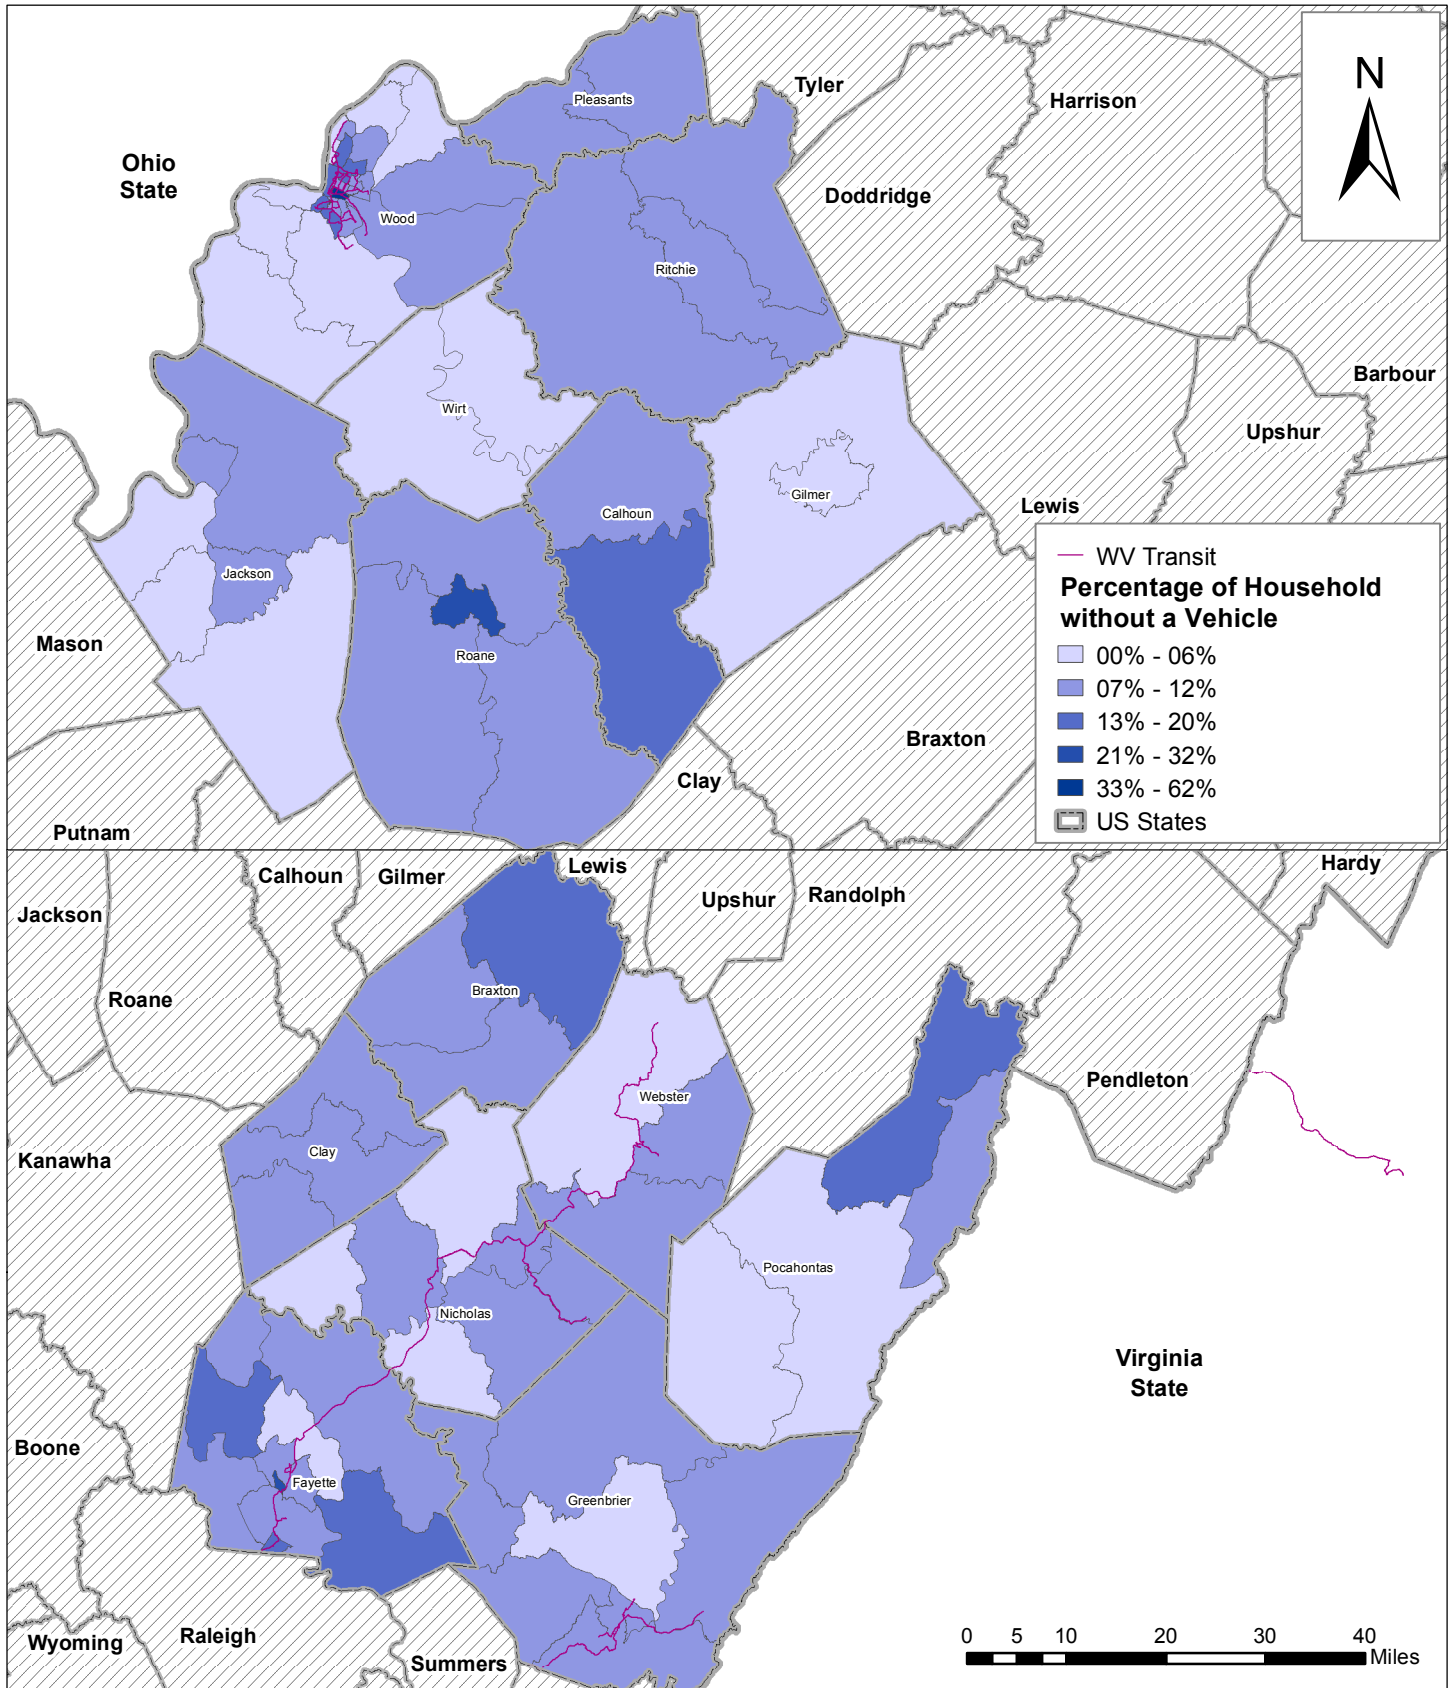 N
Tyler
Harrison
Pleasants
Ohio
State
Doddridge
Wood
Ritchie
Barbour
Wirt
Upshur
Gilmer
Lewis
Calhoun
Jackson
Mason
Roane
Braxton
Clay
Putnam
WV Transit
Percentage of Household
without a Vehicle
00% - 06%
07% - 12%
13% - 20%
21% - 32%
33% - 62%
US States
Hardy
Lewis
Calhoun
Gilmer
Upshur
Randolph
Jackson
Braxton
Roane
Pendleton
Webster
Clay
Kanawha
Pocahontas
Nicholas
Virginia
State
Boone
Fayette
Greenbrier
Raleigh
Wyoming
Summers
0 5 10 20 30 40
Miles